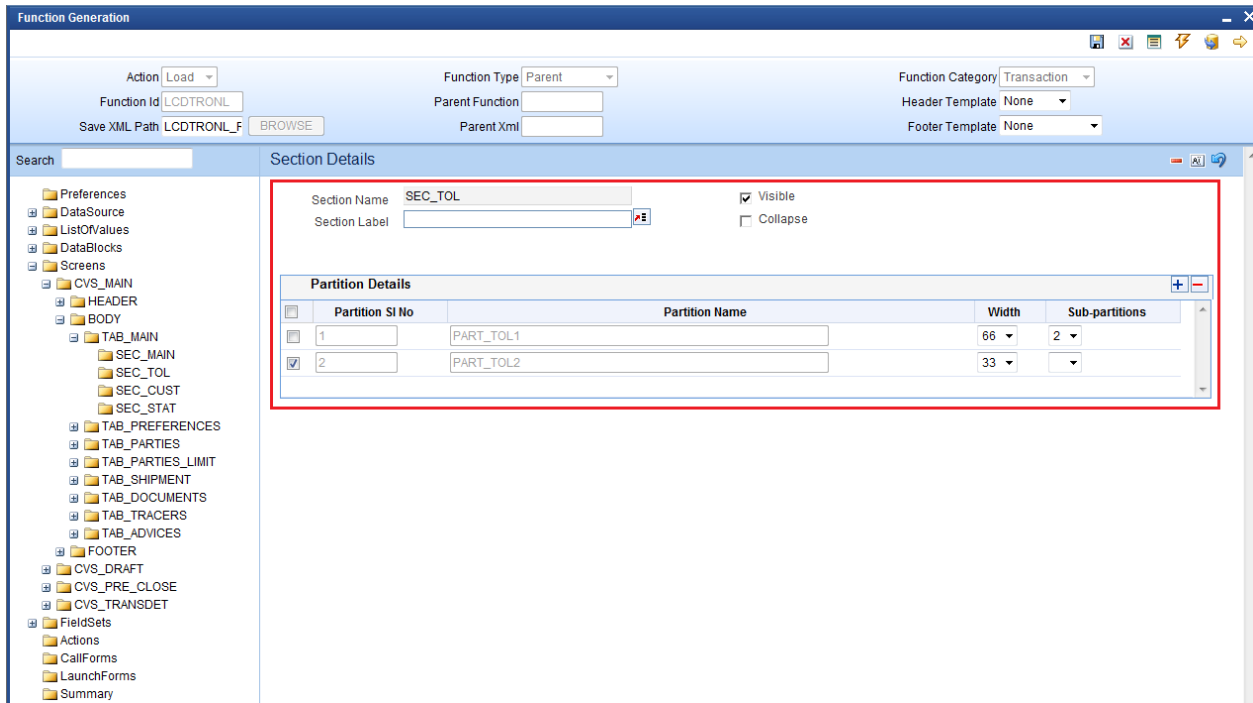 Function Generation
Action Load Function Type Parent Function Category Transaction
Function Id LCDTRONL Parent Function Header Template None
Save XML Path LCDTRONL_F BROWSE Parent Xml Footer Template None
Search Section Details
Preferences Section Name SEC_TOL Visible
DataSource Section Label Collapse
ListOfValues
DataBlocks
Screens Partition Details
CVS_MAIN Partition Sl No Partition Name Width Sub-partitions
HEADER 1 PART_TOL1 66 2
BODY 2 PART_TOL2 33
TAB_MAIN
SEC_MAIN
SEC_TOL
SEC_CUST
SEC_STAT
TAB_PREFERENCES
TAB_PARTIES
TAB_PARTIES_LIMIT
TAB_SHIPMENT
TAB_DOCUMENTS
TAB_TRACERS
TAB_ADVICES
FOOTER
CVS_DRAFT
CVS_PRE_CLOSE
CVS_TRANSDET
FieldSets
Actions
CallForms
LaunchForms
Summary